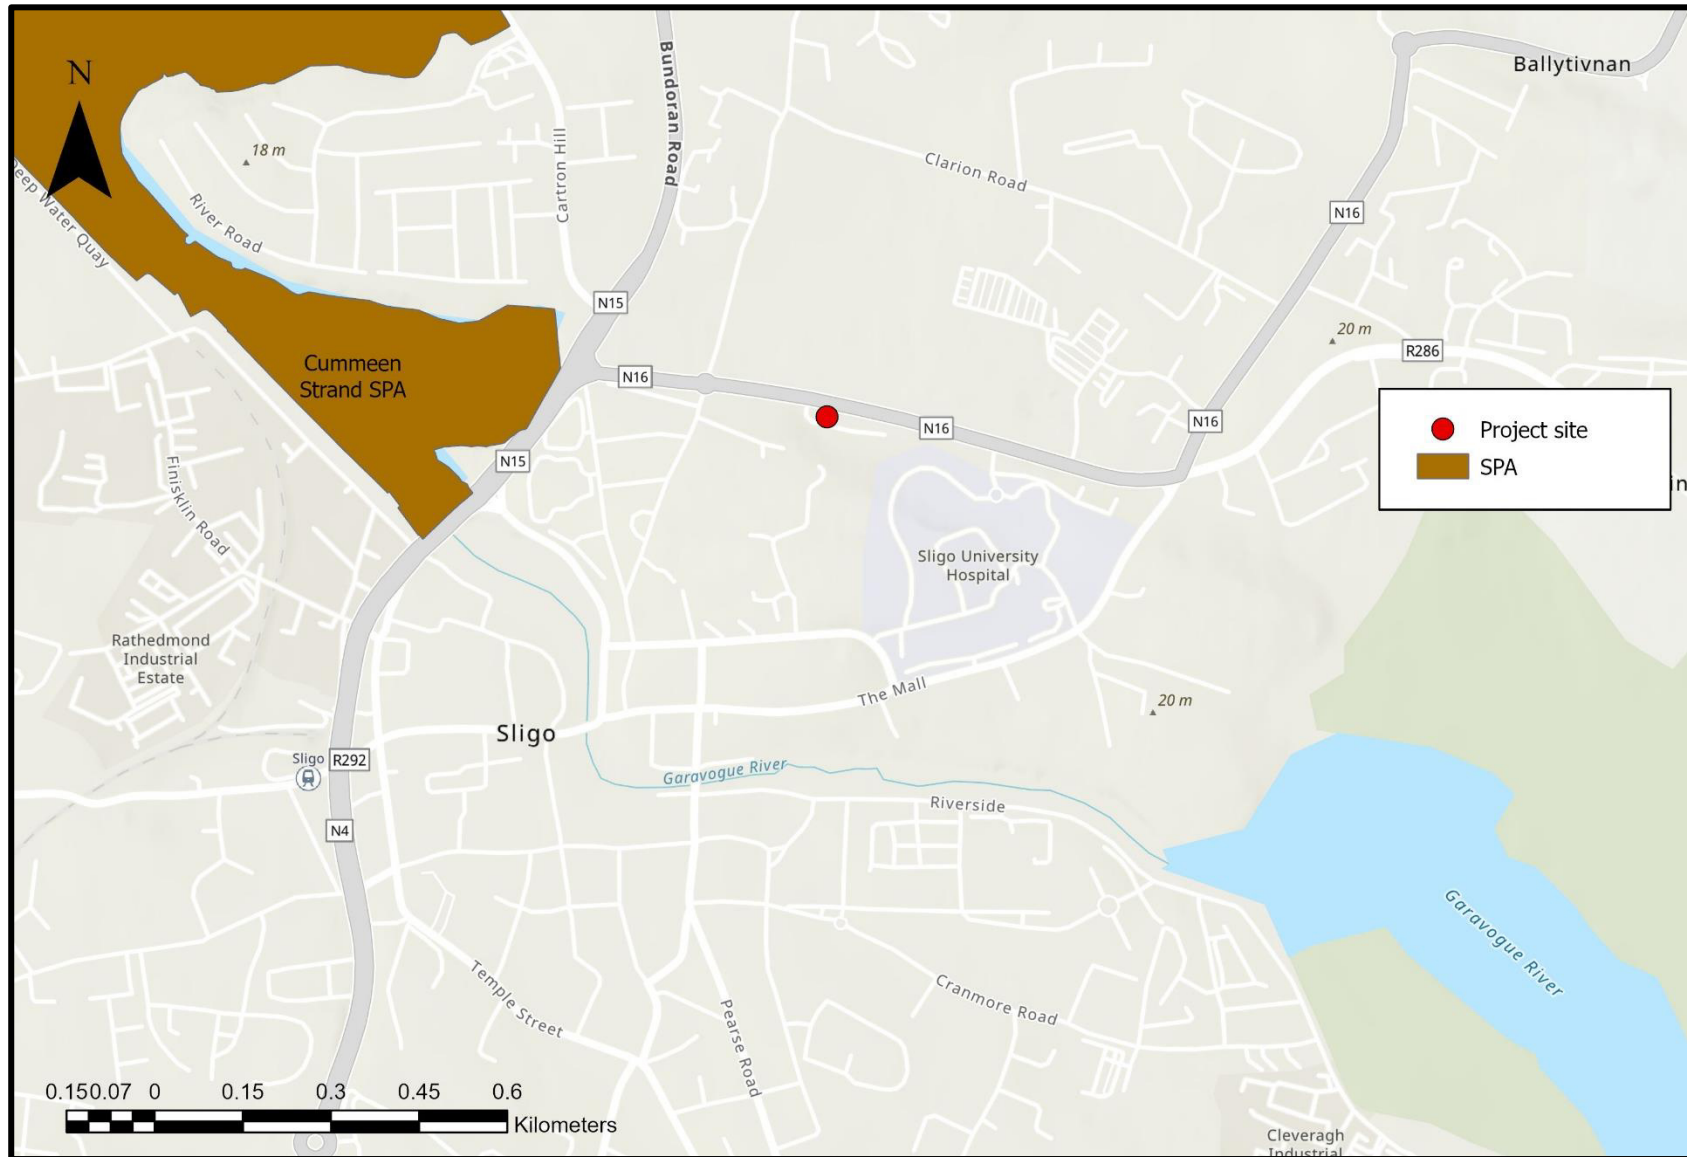 N
Bundoran Road
Ballytivnan
18 m
Cartron Hill
Clarion Road
Deep Water Quay
River Road
N16
N15
20 m
R286
Cummeen
Strand SPA
N16
N16
N16
Project site
SPA
N15
Finisklin Road
Sligo University
Hospital
Rathedmond
Industrial
Estate
The Mall
20 m
Sligo
Sligo
R292
Garavogue River
Riverside
N4
Garavogue River
Temple Street
Cranmore Road
Pearse Road
0.150.07 0 0.15 0.3 0.45 0.6
Kilometers
Cleveragh
Industrial